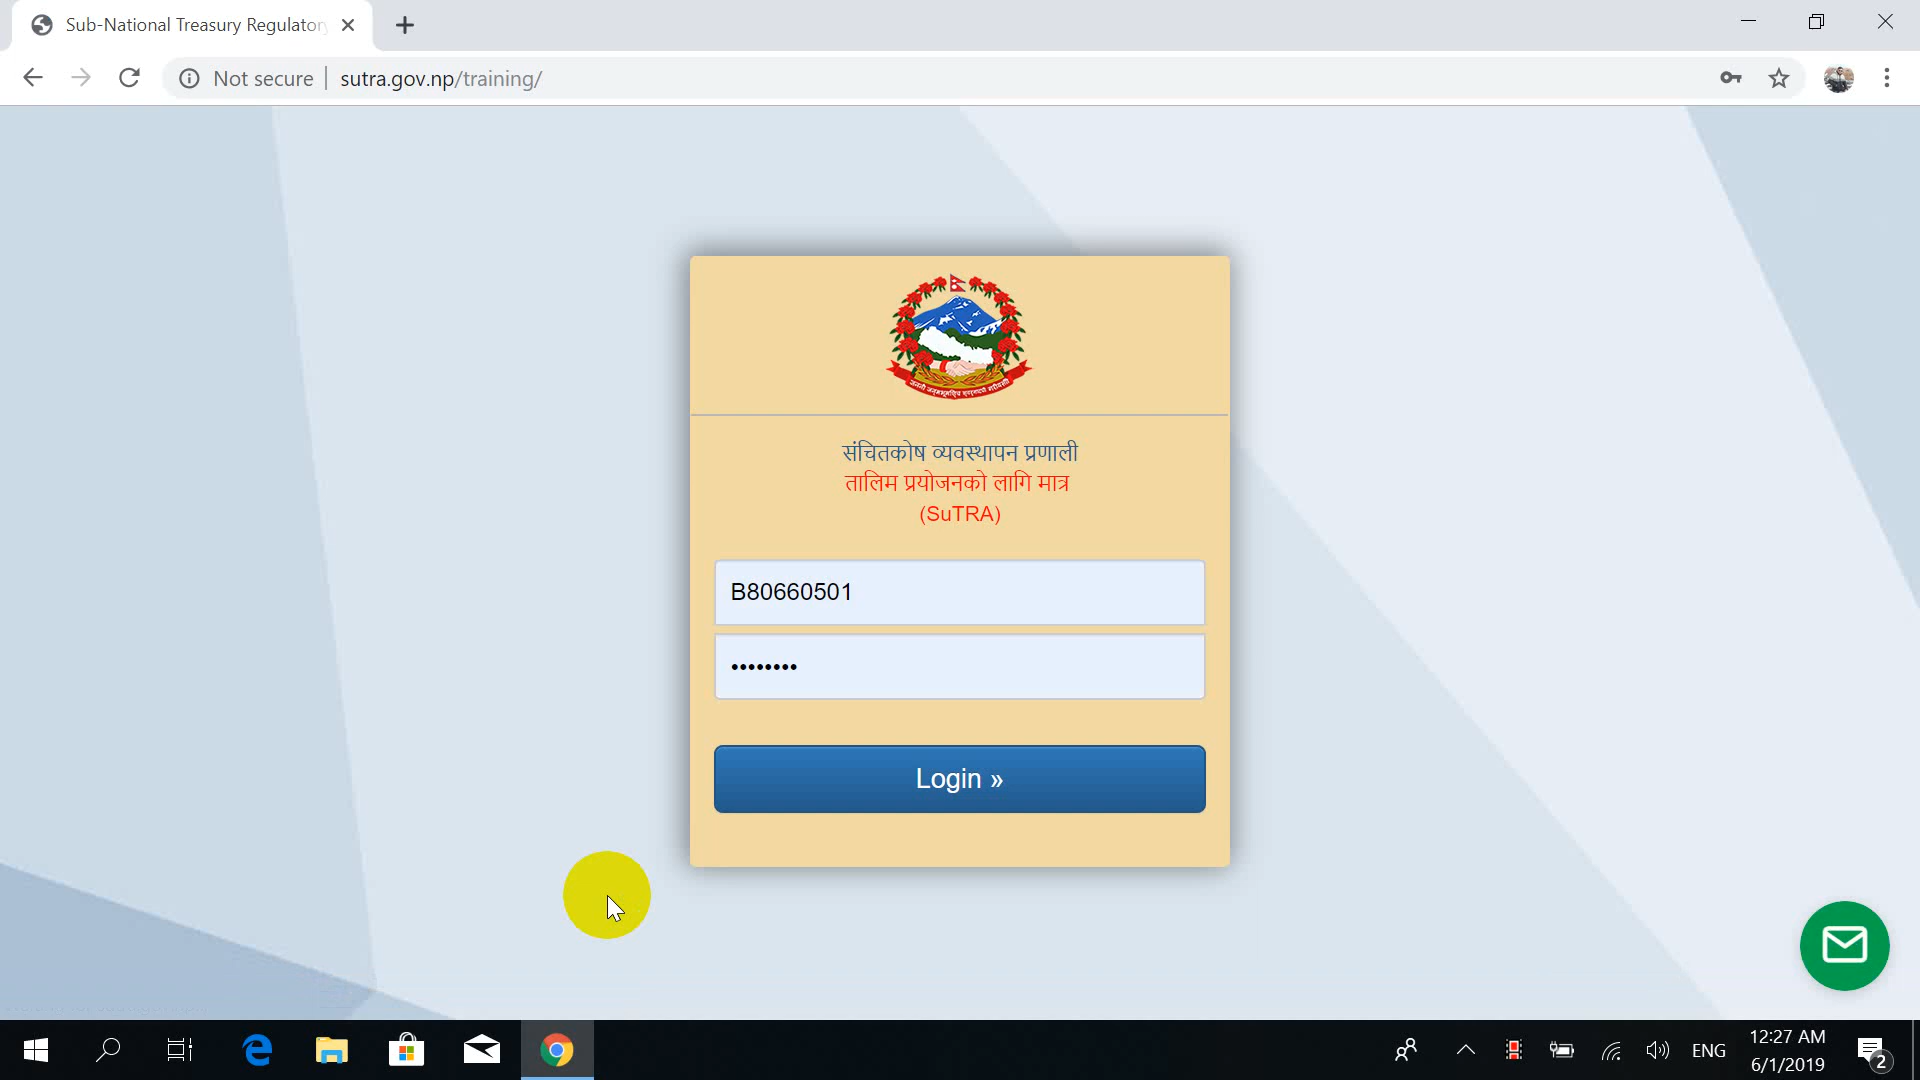 Sub-National Treasury Regulatory
Not secure
sutra.gov.np/training/
संचितकोष व्यवस्थापन प्रणाली
तालिम प्रयोजनको लागि मात्र
(SuTRA)
B80660501
••••••••
Login »
ENG
12:27 AM
6/1/2019
2